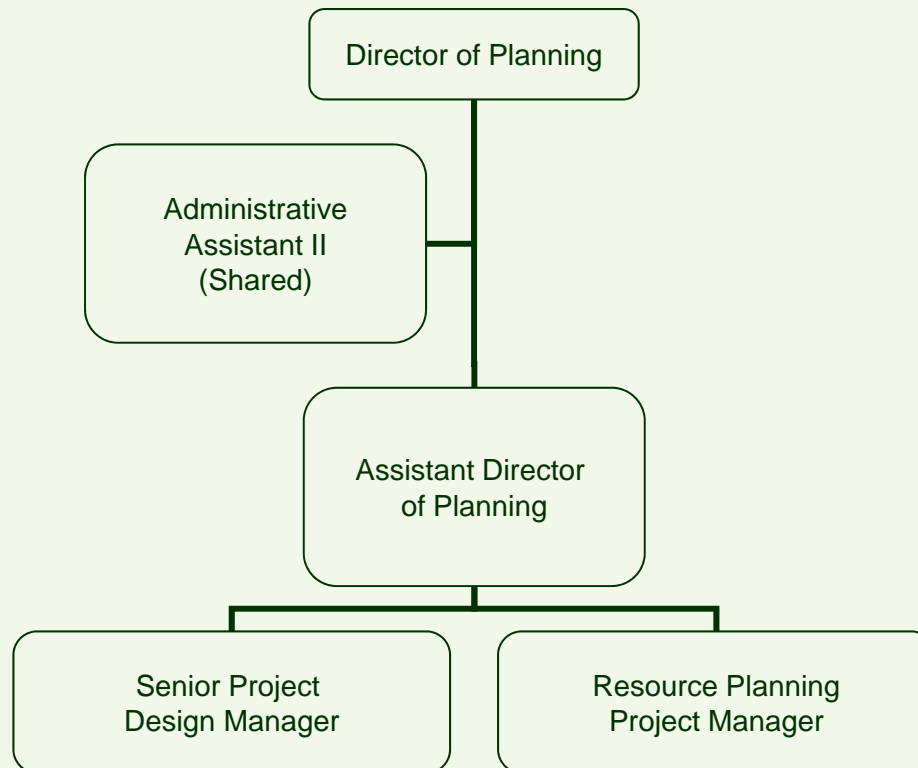 Director of Planning
Administrative
Assistant II
(Shared)
Assistant Director
of Planning
Senior Project
Design Manager
Resource Planning
Project Manager